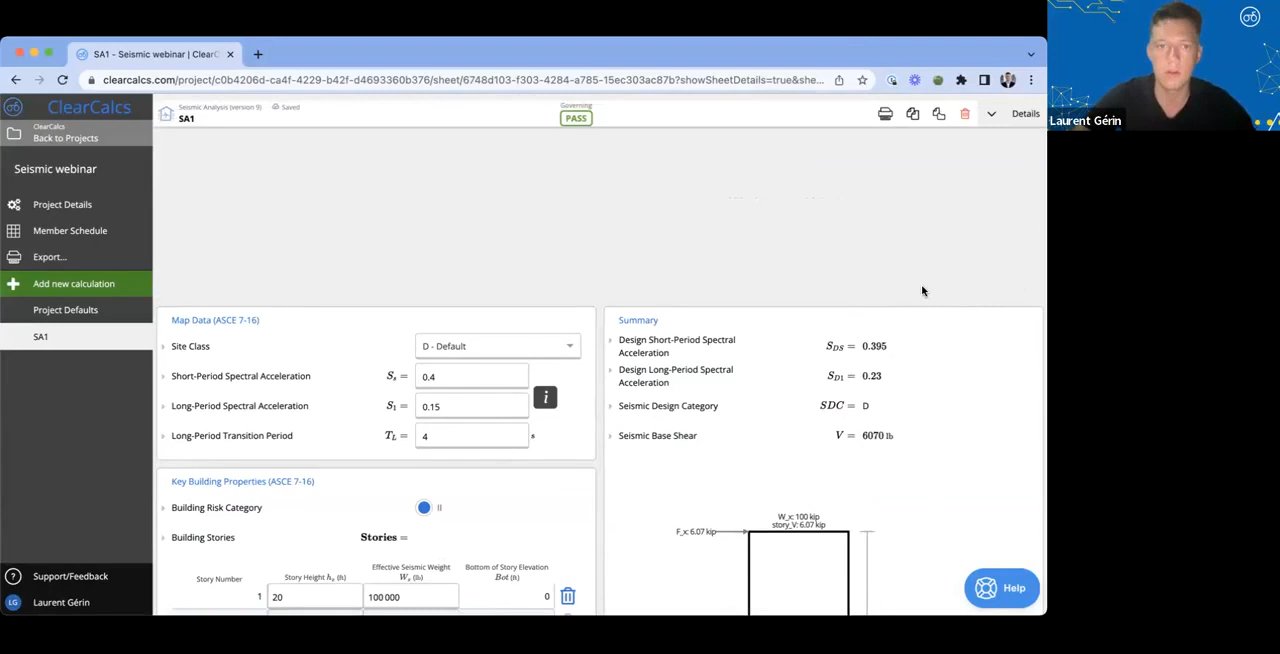 SA1 - Seismic webinar | ClearC
clearcalcs.com/project/c0b4206d-ca4f-4229-b42f-d4693360b376/sheet/6748d103-f303-4284-a785-15ec303ac87b?showSheetDetails=true&she...
Laurent Gérin
ClearCalcs
ClearCalcs
Back to Projects
Seismic webinar
Project Details
Member Schedule
Export...
Add new calculation
Project Defaults
SA1
? Support/Feedback
LG Laurent Gérin
Seismic Analysis (version 9) Saved
SA1
Governing
PASS
Details
Map Data (ASCE 7-16)
Site Class D - Default
Short-Period Spectral Acceleration Ss = 0.4
Long-Period Spectral Acceleration S1 = 0.15
i
Long-Period Transition Period TL = 4 s
Key Building Properties (ASCE 7-16)
Building Risk Category II
Building Stories Stories =
Story Number Story Height hs (ft) Effective Seismic Weight Ws (lb) Bottom of Story Elevation Bot (ft)
1 20 100 000 0
Summary
Design Short-Period Spectral Acceleration SDS = 0.395
Design Long-Period Spectral Acceleration SD1 = 0.23
Seismic Design Category SDC = D
Seismic Base Shear V = 6070 lb
W_x: 100 kip
story_V: 6.07 kip
F_x: 6.07 kip
Help